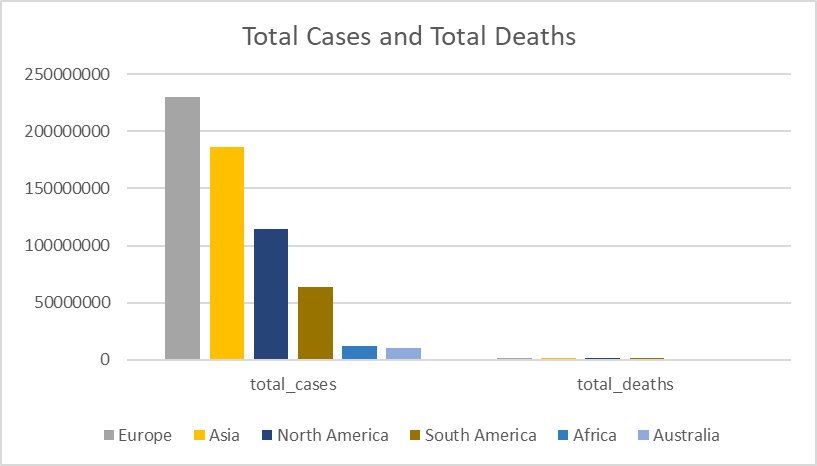 Total Cases and Total Deaths
250000000
200000000
150000000
100000000
50000000
0
total_cases total_deaths
Europe Asia North America South America Africa Australia